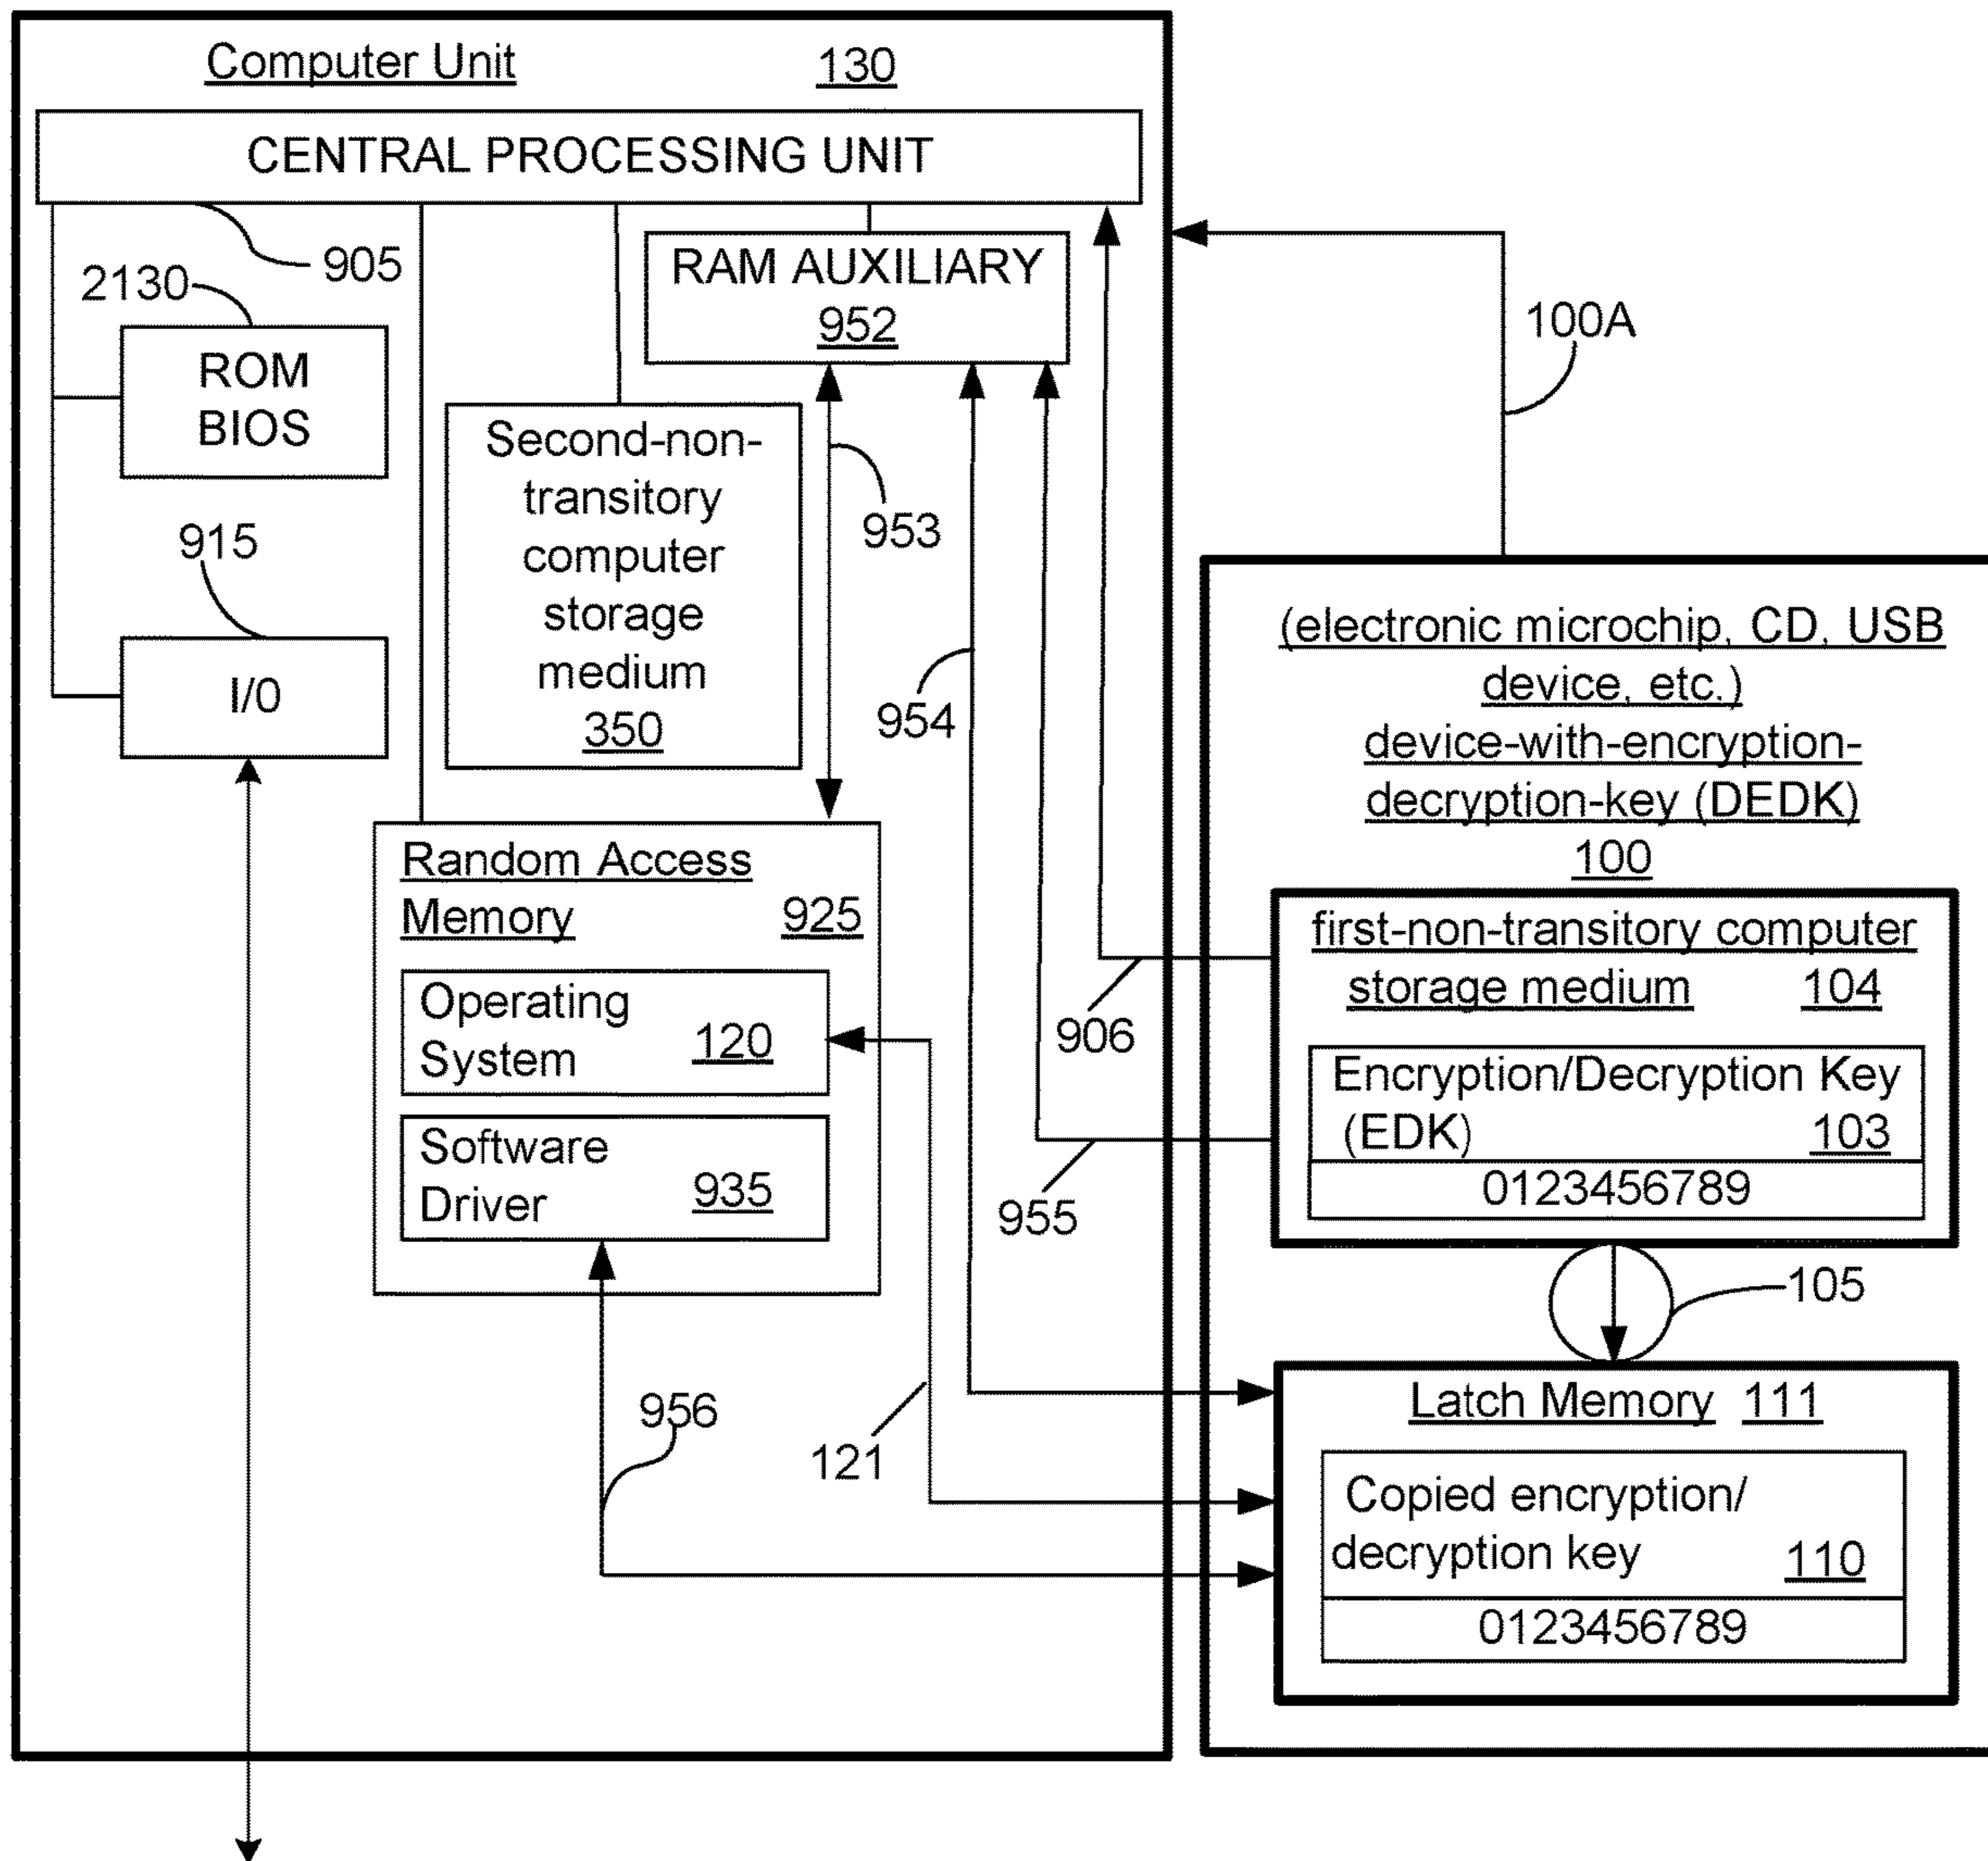 Computer Unit 130
CENTRAL PROCESSING UNIT
905
2130
ROM
BIOS
915
I/0
RAM AUXILIARY
952
Second-non-
transitory
computer
storage
medium
350
953
954
Random Access
Memory 925
Operating
System 120
Software
Driver 935
956
121
906
955
100A
(electronic microchip, CD, USB
device, etc.)
device-with-encryption-
decryption-key (DEDK)
100
first-non-transitory computer
storage medium 104
Encryption/Decryption Key
(EDK) 103
0123456789
105
Latch Memory 111
Copied encryption/
decryption key 110
0123456789